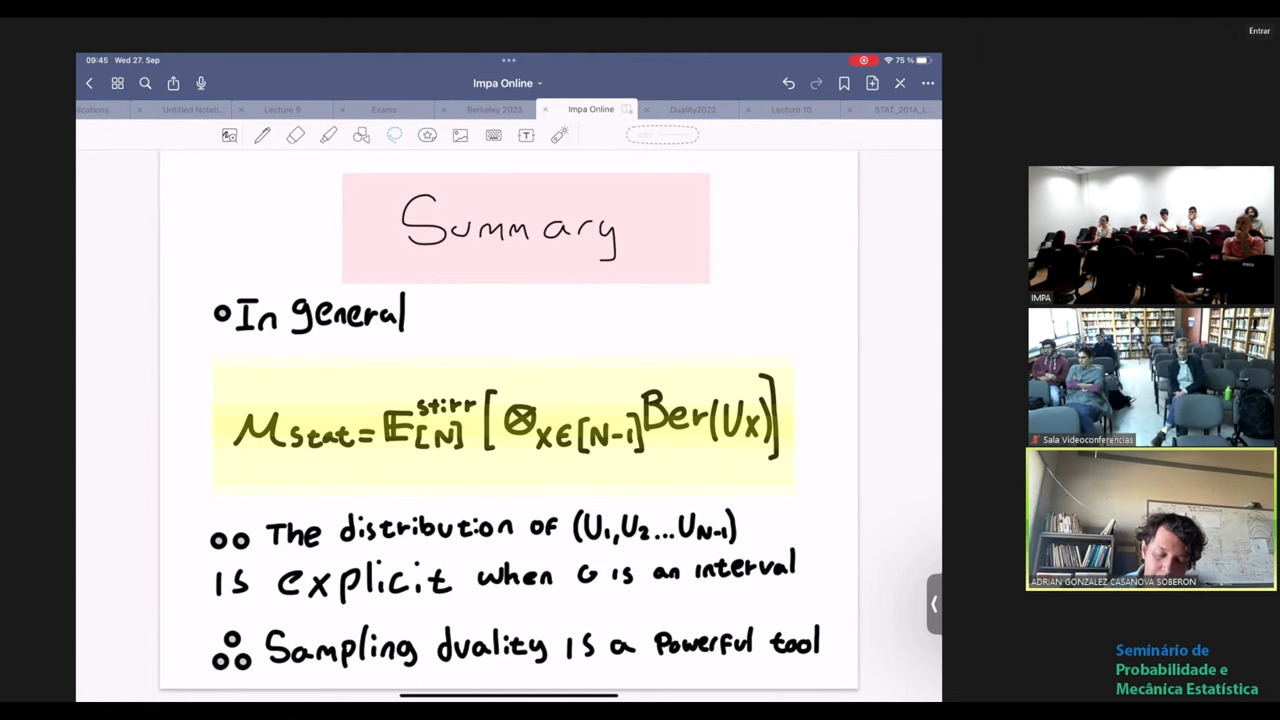 Entrar
09:45 Wed 27. Sep
75 %
Impa Online
plications
Untitled Noteb...
Lecture 9
Exams
Berkeley 2023
Impa Online
Duality2022
Lecture 10
STAT_201A_L...
Summary
In general
μstat = 𝔼^stirr_[N] [⊗x∈[N-1] Ber(Ux)]
The distribution of (U1, U2 ... UN-1)
is explicit when G is an interval
Sampling duality is a powerful tool
IMPA
Sala Videoconferencias
ADRIAN GONZALEZ CASANOVA SOBERON
Seminário de
Probabilidade e
Mecânica Estatística